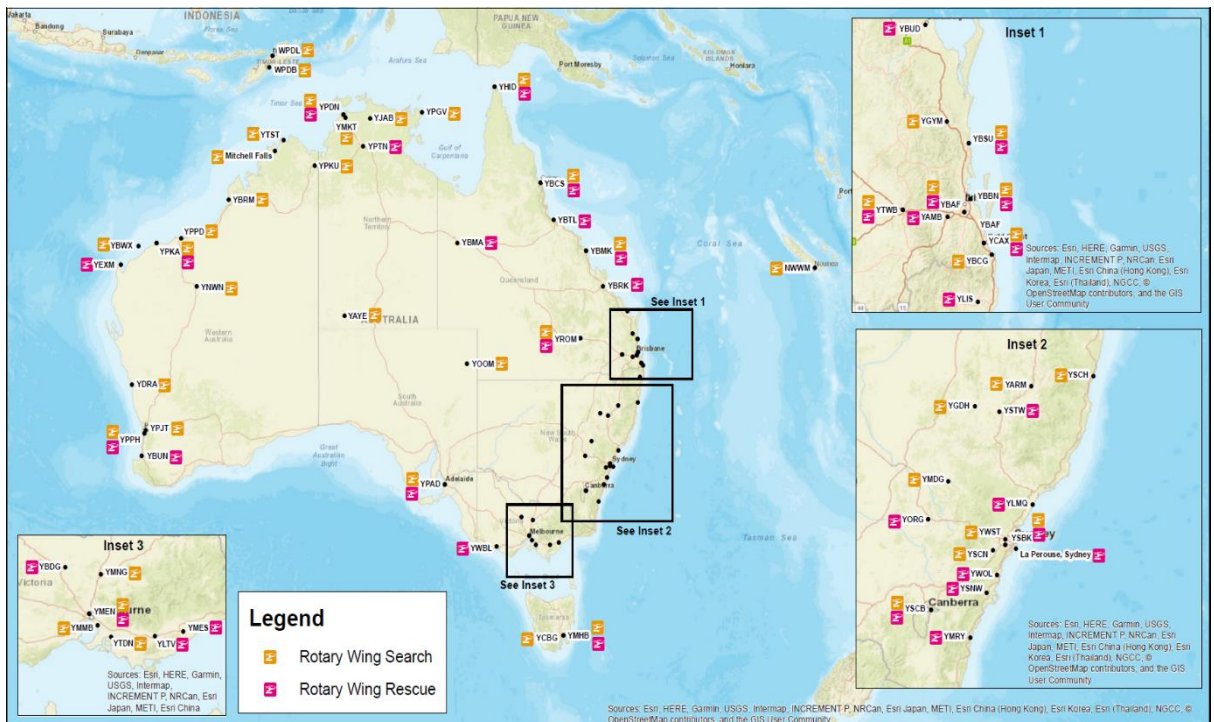 INDONESIA
Jakarta
Bandung
Surabaya
Denpasar
Flores Sea
PAPUA NEW
GUINEA
Port Moresby
Solomon Sea
SOLOMON
ISLANDS
Honiara
WPDL
TIMOR-LESTE
WPDB
Arafura Sea
Timor Sea
YPDN
YMKT
YJAB
YPGV
YHID
YTST
Mitchell Falls
YPTN
YPKU
Gulf of
Carpentaria
YBRM
YBCS
YBTL
YBMA
YBMK
Northern
Territory
Coral Sea
Port
Noumea
NWWM
YPPD
YBWX
YPKA
YEXM
YNWN
Queensland
YBRK
YAYE
AUSTRALIA
Western
Australia
See Inset 1
Brisbane
YROM
YOOM
YDRA
South
Australia
YPJT
YPPH
YBUN
Great
Australian
Bight
New South
Wales
Sydney
Canberra
YPAD
Adelaide
Victoria
Melbourne
See Inset 2
YWBL
See Inset 3
Tasman Sea
Tasmania
YCBG
YMHB
Inset 1
YBUD
YGYM
YBSU
YBBN
YBAF
YTWB
YAMB
YBAF
YCAX
YBCG
YLIS
Sources: Esri, HERE, Garmin, USGS,
Intermap, INCREMENT P, NRCan, Esri
Japan, METI, Esri China (Hong Kong), Esri
Korea, Esri (Thailand), NGCC, ©
OpenStreetMap contributors, and the GIS
User Community
Inset 2
YSCH
YARM
YGDH
YSTW
YMDG
YLMQ
YORG
YWST
YSBK
YSCN
La Perouse, Sydney
YWOL
YSNW
YSCB
Canberra
YMRY
Sources: Esri, HERE, Garmin, USGS,
Intermap, INCREMENT P, NRCan, Esri
Japan, METI, Esri China (Hong Kong), Esri
Korea, Esri (Thailand), NGCC, ©
OpenStreetMap contributors, and the GIS
User Community
Inset 3
YBDG
YMNG
Victoria
YMEN
YMMB
YMES
YTDN
YLTV
Sources: Esri, HERE, Garmin,
USGS, Intermap,
INCREMENT P, NRCan, Esri
Japan, METI, Esri China
Legend
Rotary Wing Search
Rotary Wing Rescue
Sources: Esri, HERE, Garmin, USGS, Intermap, INCREMENT P, NRCan, Esri Japan, METI, Esri China (Hong Kong), Esri Korea, Esri (Thailand), NGCC, ©
OpenStreetMap contributors, and the GIS User Community